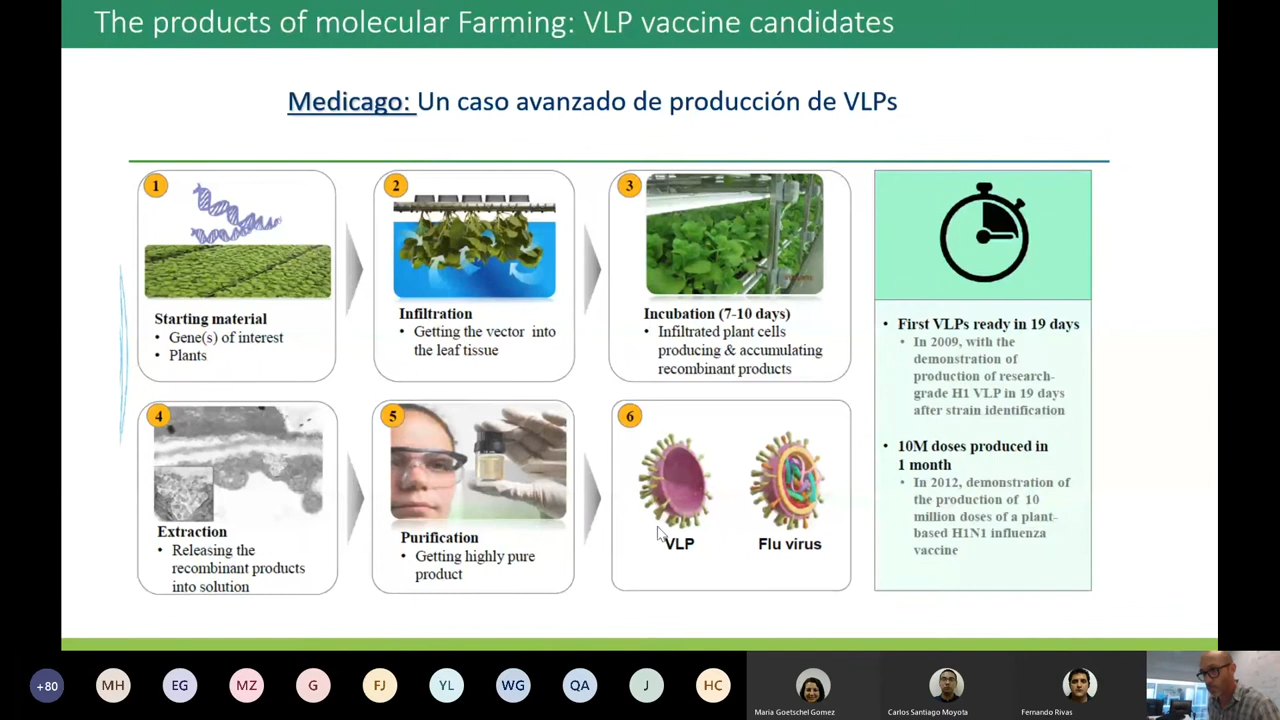 The products of molecular Farming: VLP vaccine candidates
Medicago: Un caso avanzado de producción de VLPs
1
Starting material
• Gene(s) of interest
• Plants
2
Infiltration
• Getting the vector into
the leaf tissue
3
Incubation (7-10 days)
• Infiltrated plant cells
producing & accumulating
recombinant products
4
Extraction
• Releasing the
recombinant products
into solution
5
Purification
• Getting highly pure
product
6
VLP
Flu virus
• First VLPs ready in 19 days
• In 2009, with the
demonstration of
production of research-
grade H1 VLP in 19 days
after strain identification
• 10M doses produced in
1 month
• In 2012, demonstration of
the production of 10
million doses of a plant-
based H1N1 influenza
vaccine
+80
MH
EG
MZ
G
FJ
YL
WG
QA
J
HC
María Goetschel Gomez
Carlos Santiago Moyota
Fernando Rivas